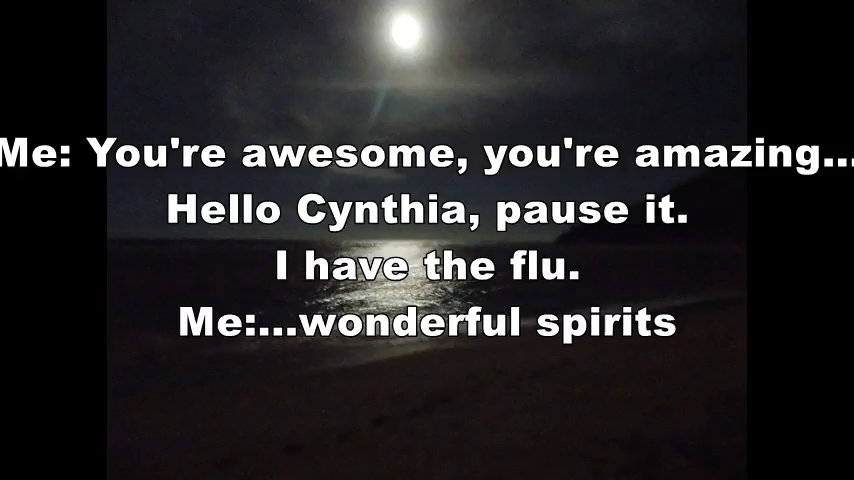 Me: You're awesome, you're amazing...
Hello Cynthia, pause it.
I have the flu.
Me:...wonderful spirits